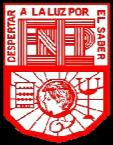 DESPERTAR A LA LUZ POR EL SABER
ENP